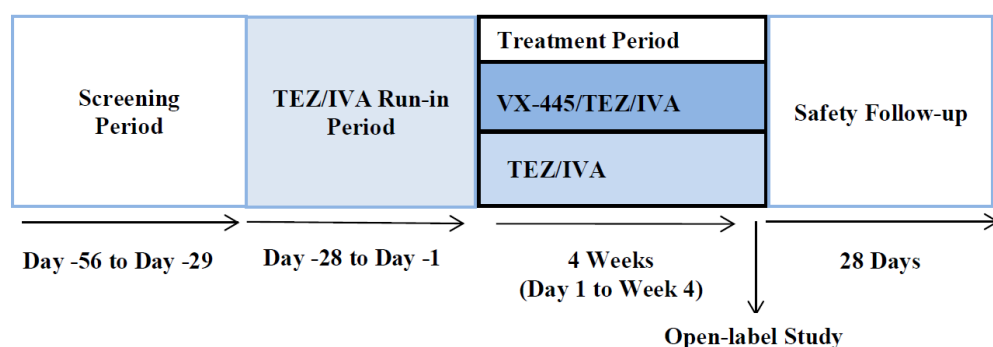 Screening
Period
TEZ/IVA Run-in
Period
Treatment Period
VX-445/TEZ/IVA
TEZ/IVA
Safety Follow-up
Day -56 to Day -29
Day -28 to Day -1
4 Weeks
(Day 1 to Week 4)
28 Days
Open-label Study